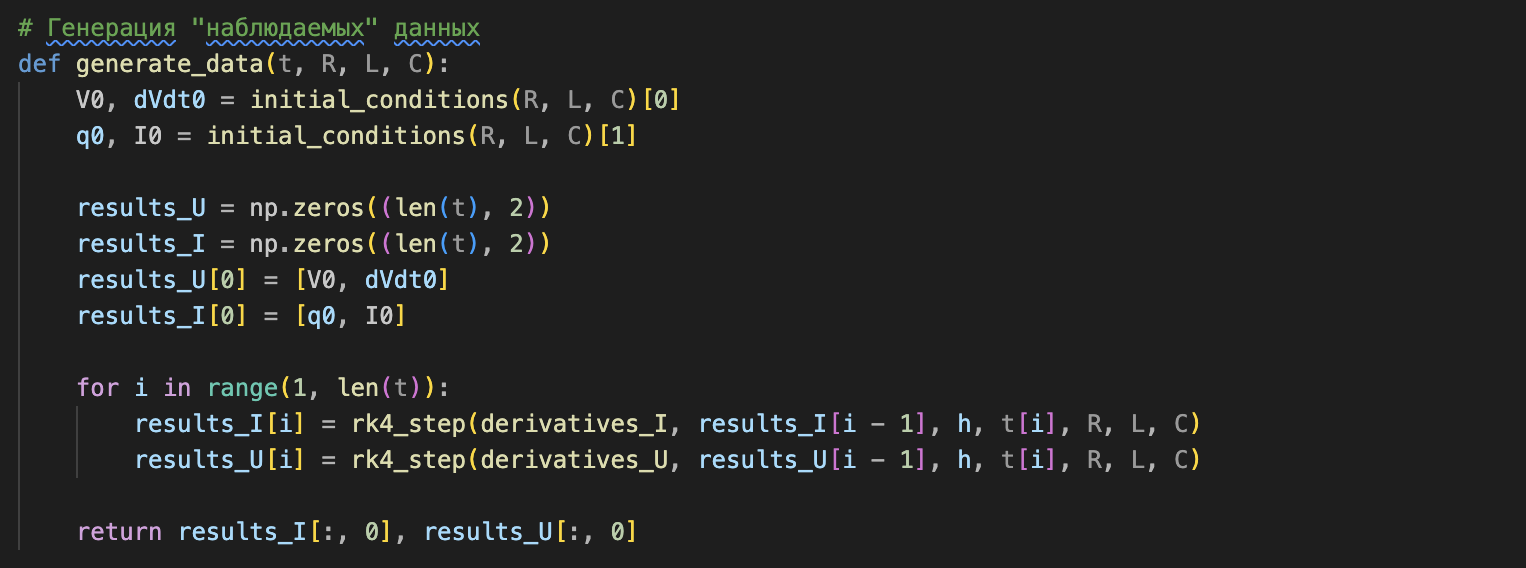 # Генерация "наблюдаемых" данных
def generate_data(t, R, L, C):
    V0, dVdt0 = initial_conditions(R, L, C)[0]
    q0, I0 = initial_conditions(R, L, C)[1]

    results_U = np.zeros((len(t), 2))
    results_I = np.zeros((len(t), 2))
    results_U[0] = [V0, dVdt0]
    results_I[0] = [q0, I0]

    for i in range(1, len(t)):
        results_I[i] = rk4_step(derivatives_I, results_I[i - 1], h, t[i], R, L, C)
        results_U[i] = rk4_step(derivatives_U, results_U[i - 1], h, t[i], R, L, C)

    return results_I[:, 0], results_U[:, 0]